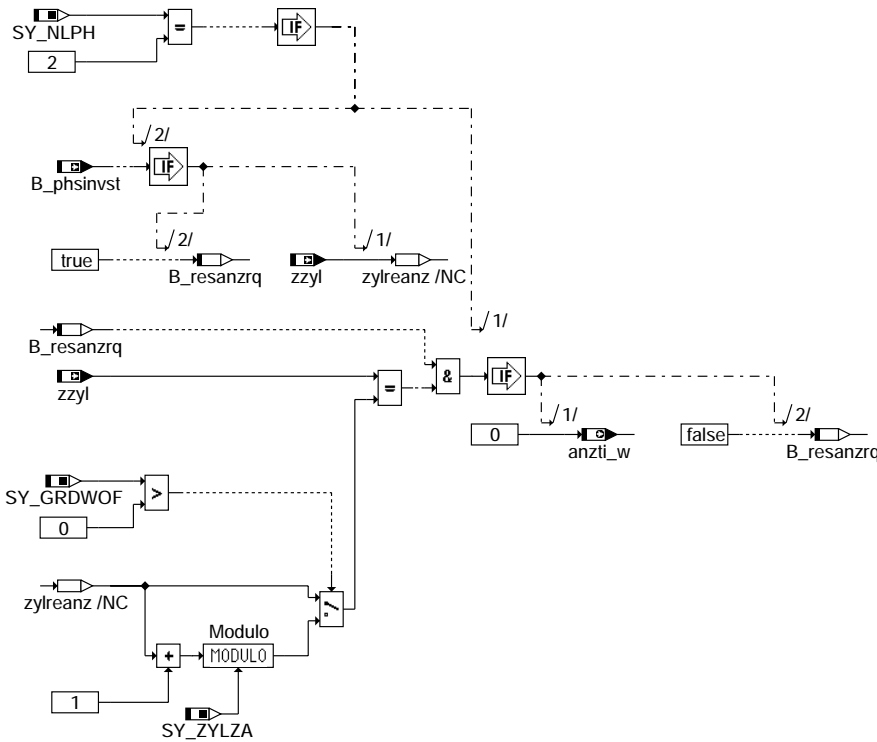 SY_NLPH
=
IF
2
2/
B_phsinvst
IF
2/
1/
true
B_resanzrq
zzyl
zylreanz /NC
1/
B_resanzrq
zzyl
=
&
IF
1/
2/
0
anzti_w
false
B_resanzrq
SY_GRDWOF
>
0
zylreanz /NC
Modulo
+
MODULO
1
SY_ZYLZA